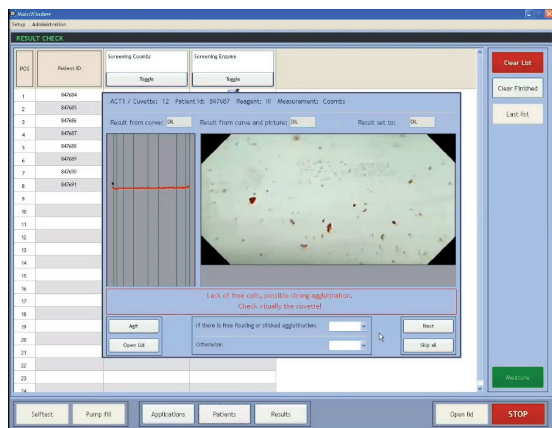 MainWindow
Setup Administration
RESULT CHECK
POS Patient ID Screening Coombs Screening Enzyme
Toggle Toggle
1 847684
2 847685
3 847686
4 847687
5 847688
6 847689
7 847690
8 847691
9
10
11
12
13
14
15
16
17
18
19
20
21
22
23
24
ACT1 / Cuvette: 12 Patient Id: 847687 Reagent: III Measurement: Coombs
Result from curve: DIL Result from curve and picture: DIL Result set to: DIL
Lack of free cells, possible strong agglutination.
Check visually the cuvette!
Aglt
Open Lid
If there is free floating or sticked agglutination:
Otherwise:
Next
Skip all
Clear List
Clear Finished
Last list
Measure
Selftest Pump fill Applications Patients Results Open lid STOP